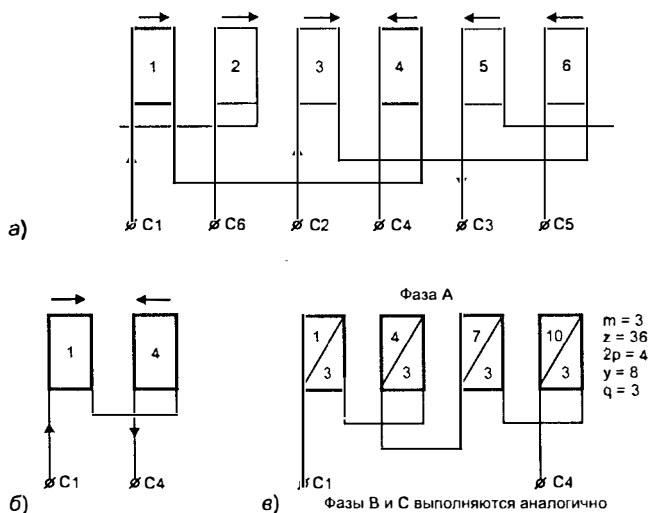 1 2 3 4 5 6
а) C1 C6 C2 C4 C3 C5
Фаза А
1 4
1 3 4 3 7 3 10 3
m = 3
z = 36
2p = 4
y = 8
q = 3
б) C1 C4
в) C1 C4
Фазы В и С выполняются аналогично